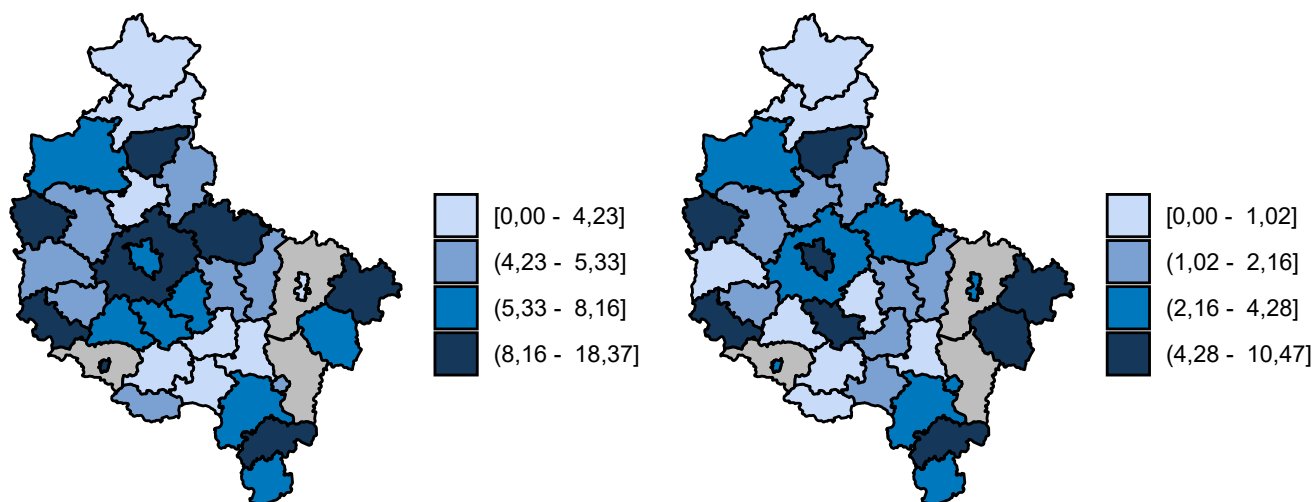 [0,00 - 4,23]
(4,23 - 5,33]
(5,33 - 8,16]
(8,16 - 18,37]
[0,00 - 1,02]
(1,02 - 2,16]
(2,16 - 4,28]
(4,28 - 10,47]